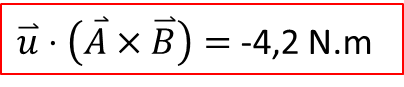 u⃗ · (A⃗ × B⃗) = -4,2 N.m